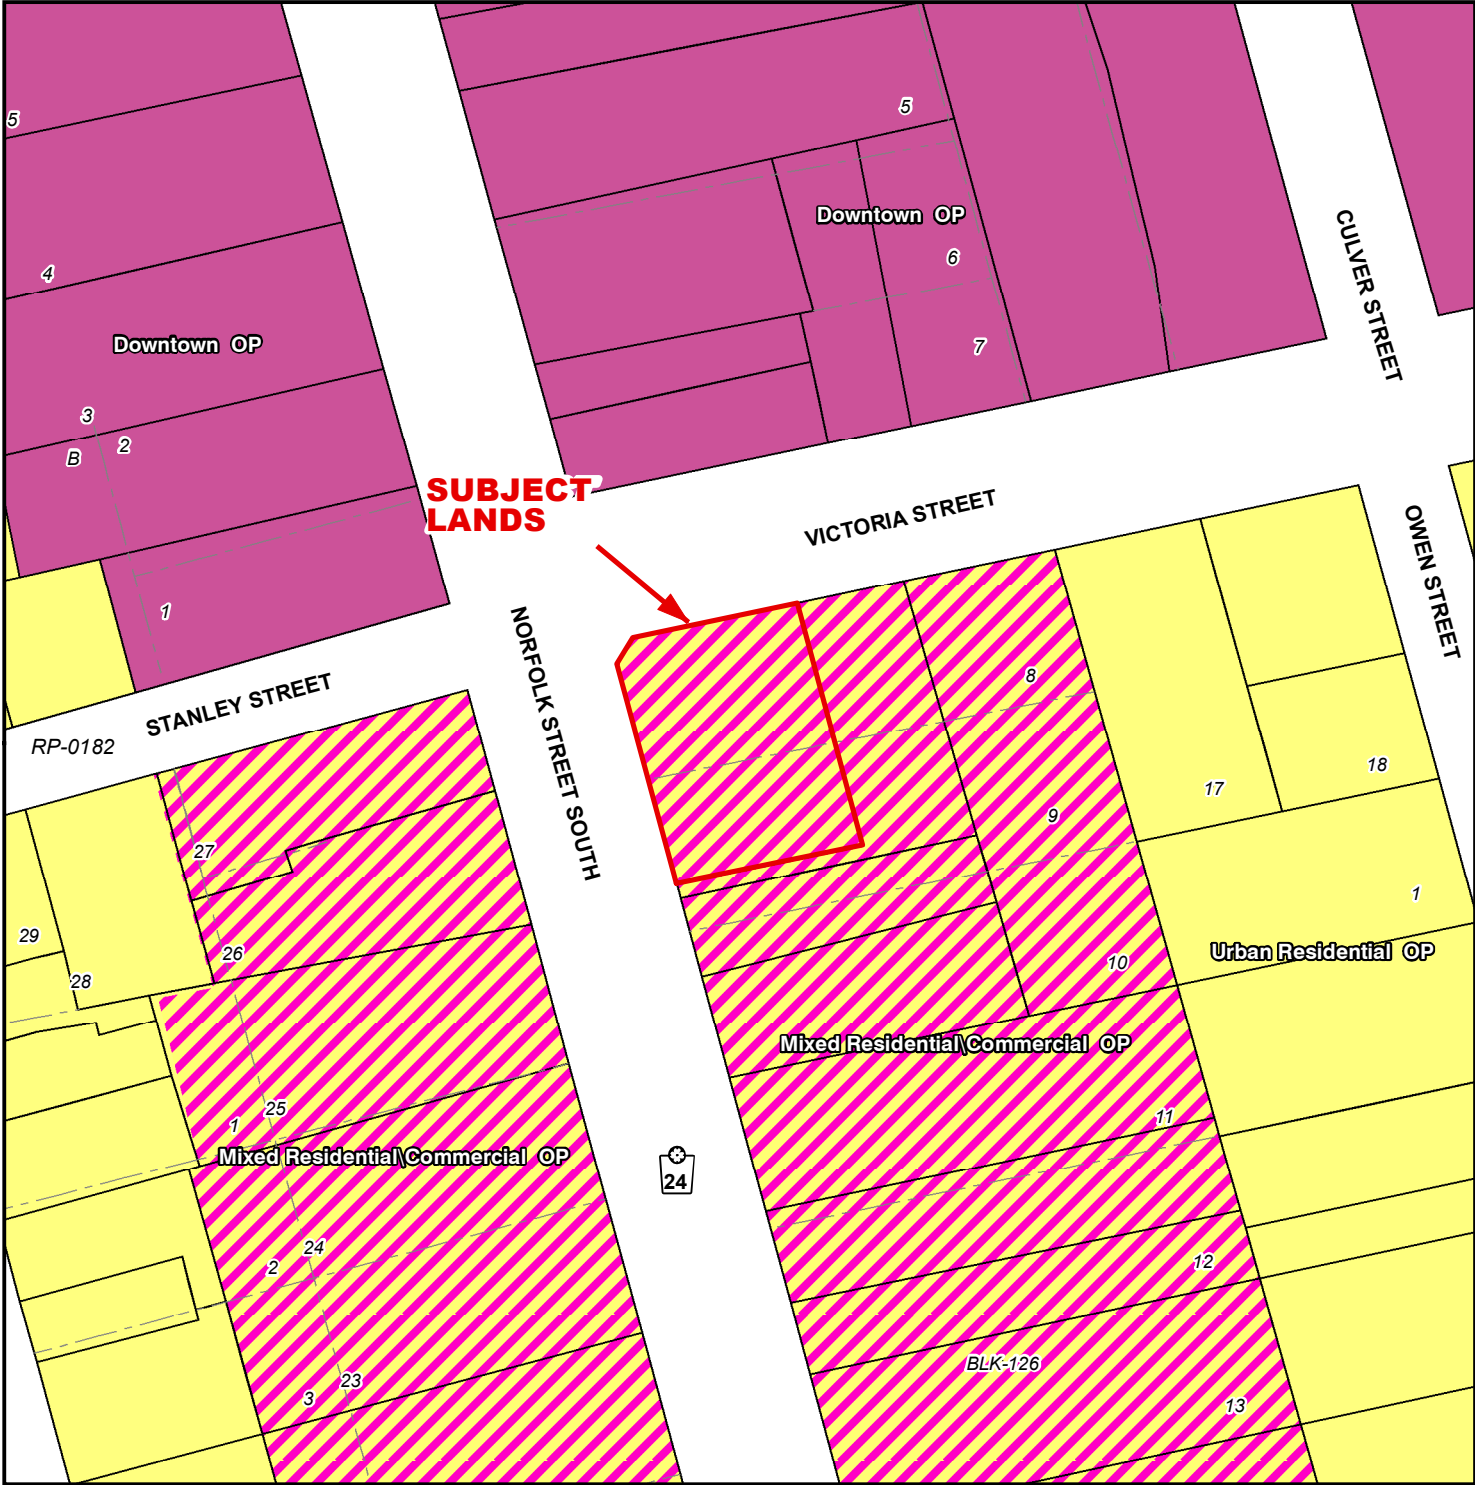 5
5
CULVER STREET
Downtown OP
6
4
Downtown OP
7
3
2
B
SUBJECT
LANDS
VICTORIA STREET
OWEN STREET
1
NORFOLK STREET SOUTH
8
STANLEY STREET
RP-0182
18
17
9
27
1
29
26
Urban Residential OP
10
28
Mixed Residential\Commercial OP
25
11
1
Mixed Residential\Commercial OP
24
24
12
2
BLK-126
23
3
13